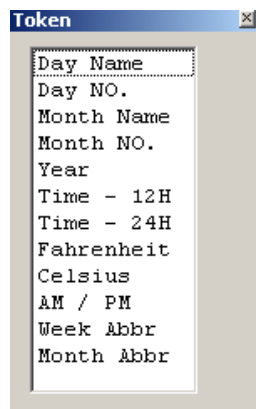 Token
Day Name
Day NO.
Month Name
Month NO.
Year
Time - 12H
Time - 24H
Fahrenheit
Celsius
AM / PM
Week Abbr
Month Abbr